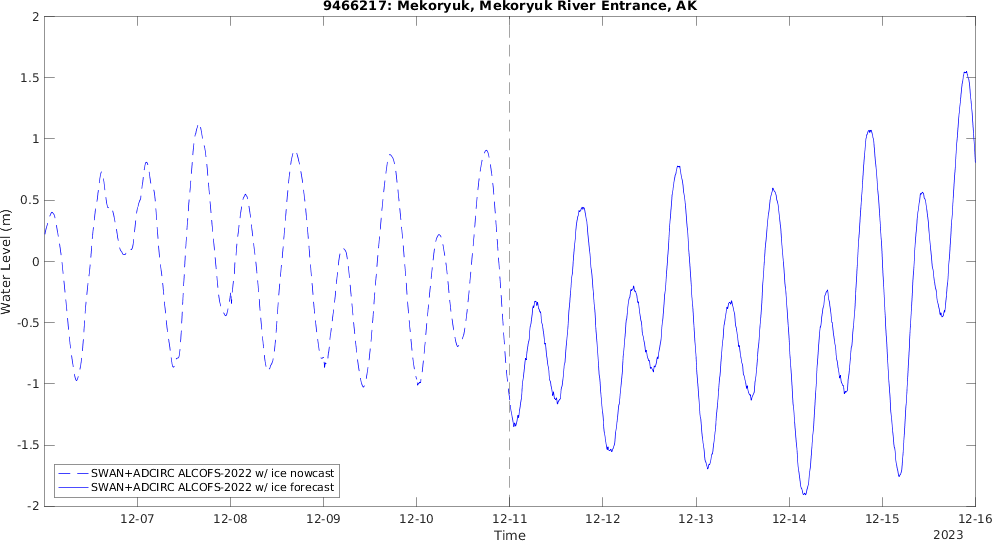 9466217: Mekoryuk, Mekoryuk River Entrance, AK
2
1.5
1
0.5
0
-0.5
-1
-1.5
-2
Water Level (m)
SWAN+ADCIRC ALCOFS-2022 w/ ice nowcast
SWAN+ADCIRC ALCOFS-2022 w/ ice forecast
12-07 12-08 12-09 12-10 12-11 12-12 12-13 12-14 12-15 12-16
Time
2023